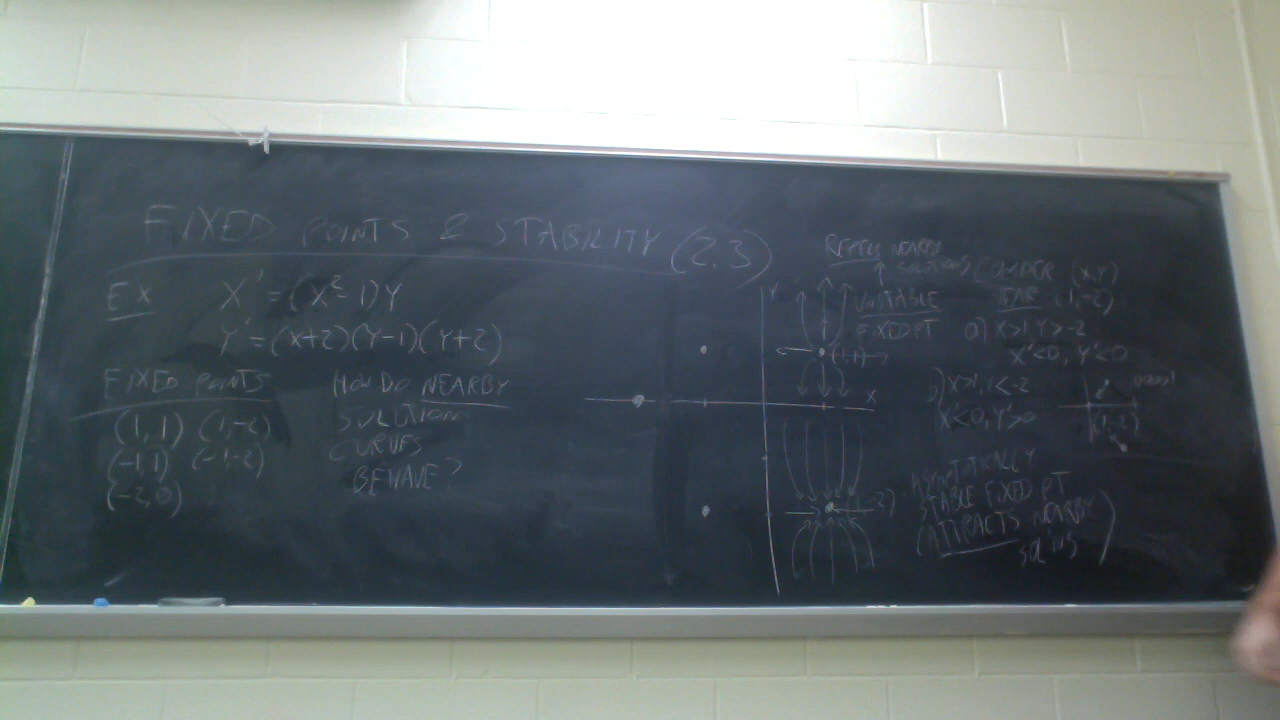 FIXED POINTS & STABILITY (2.3)
EX X' = (X²-1)Y
Y' = (X+2)(Y-1)(Y+2)
FIXED POINTS
(1,1) (1,-2)
(-1,1) (-1,-2)
(-2,0)
HOW DO NEARBY
SOLUTION
CURVES
BEHAVE?
Y
X
(1,1)
REPELS NEARBY
SOLUTIONS
UNSTABLE
FIXED PT
CONSIDER (X,Y)
NEAR (1,-2)
a) X>1, Y>-2
X'<0, Y'<0
X<0, Y'>0
(1,-2)
ASYMPTOTICALLY
STABLE FIXED PT
(ATTRACTS NEARBY
SOLNS)